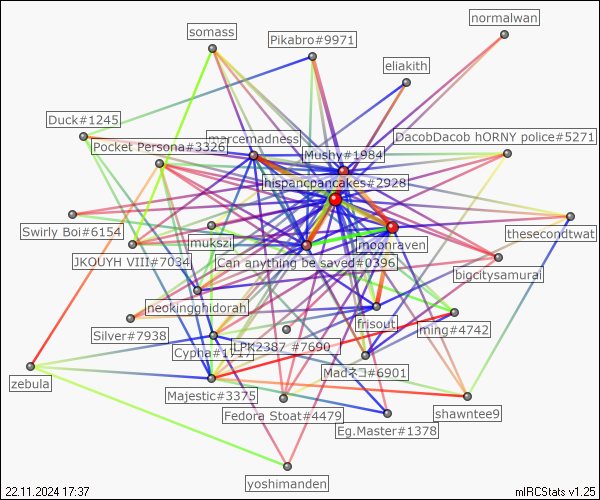 normalwan
somass
Pikabro#9971
eliakith
Duck#1245
marcemadness
DacobDacob hORNY police#5271
Pocket Persona#3326
Mushy#1984
hispancpancakes#2928
Swirly Boi#6154
mukszi
moonraven
thesecondtwat
JKOUYH VIII#7034
Can anything be saved#0396
bigcitysamurai
neokingghidorah
Silver#7938
frisouti
ming#4742
Cypha#1717
LPK2387 #7690
zebula
Madネコ#6901
Majestic#3375
Fedora Stoat#4479
shawntee9
Eg.Master#1378
yoshimanden
22.11.2024 17:37
mIRCStats v1.25